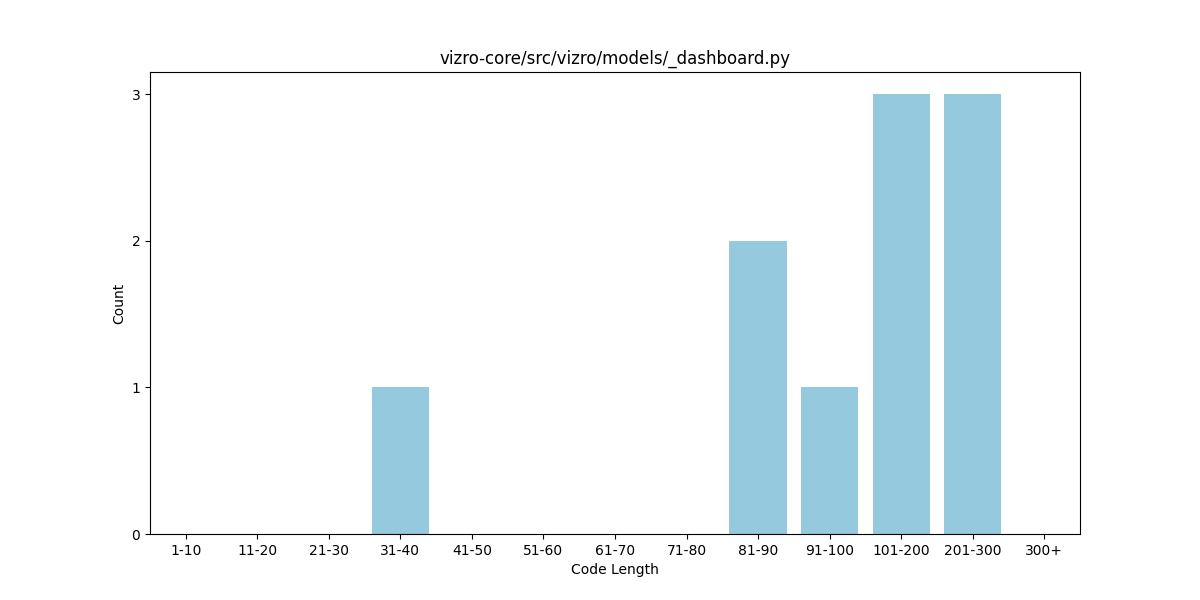 vizro-core/src/vizro/models/_dashboard.py
3
2
1
0
Count
1-10 11-20 21-30 31-40 41-50 51-60 61-70 71-80 81-90 91-100 101-200 201-300 300+
Code Length